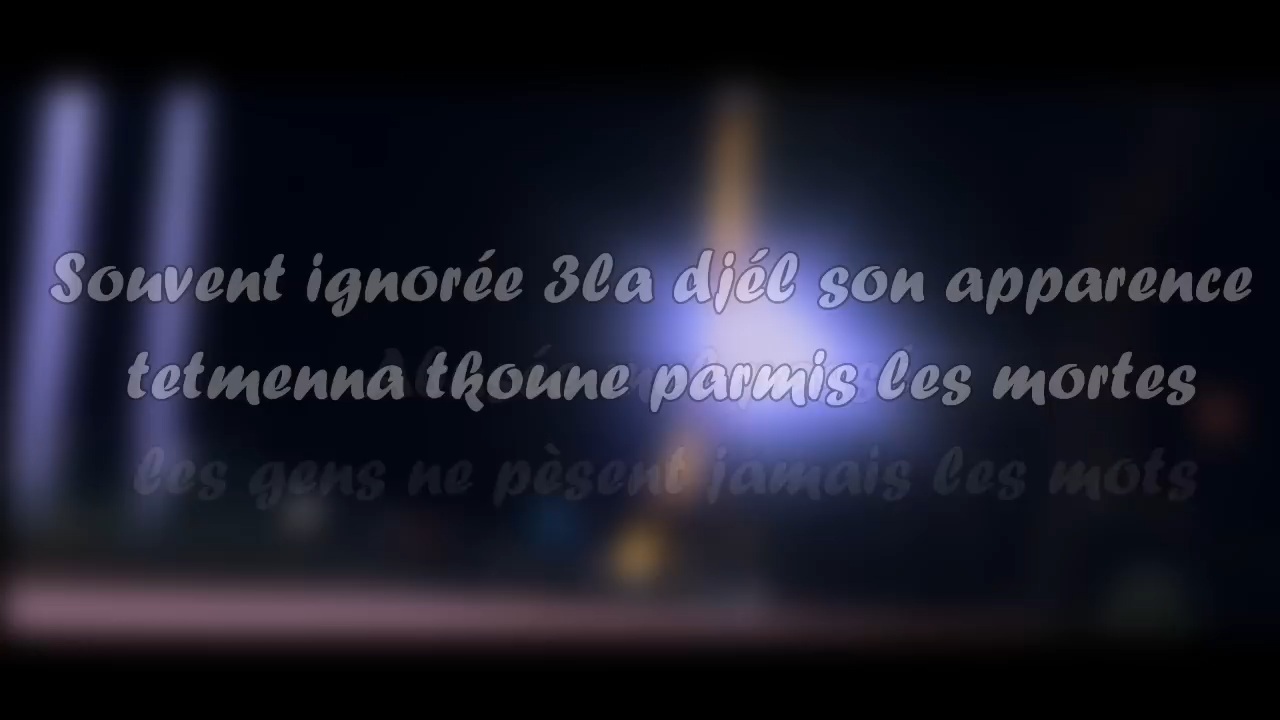 Souvent ignorée 3la djél son apparence
tetmenna tkoune parmis les mortes
les gens ne pèsent jamais les mots